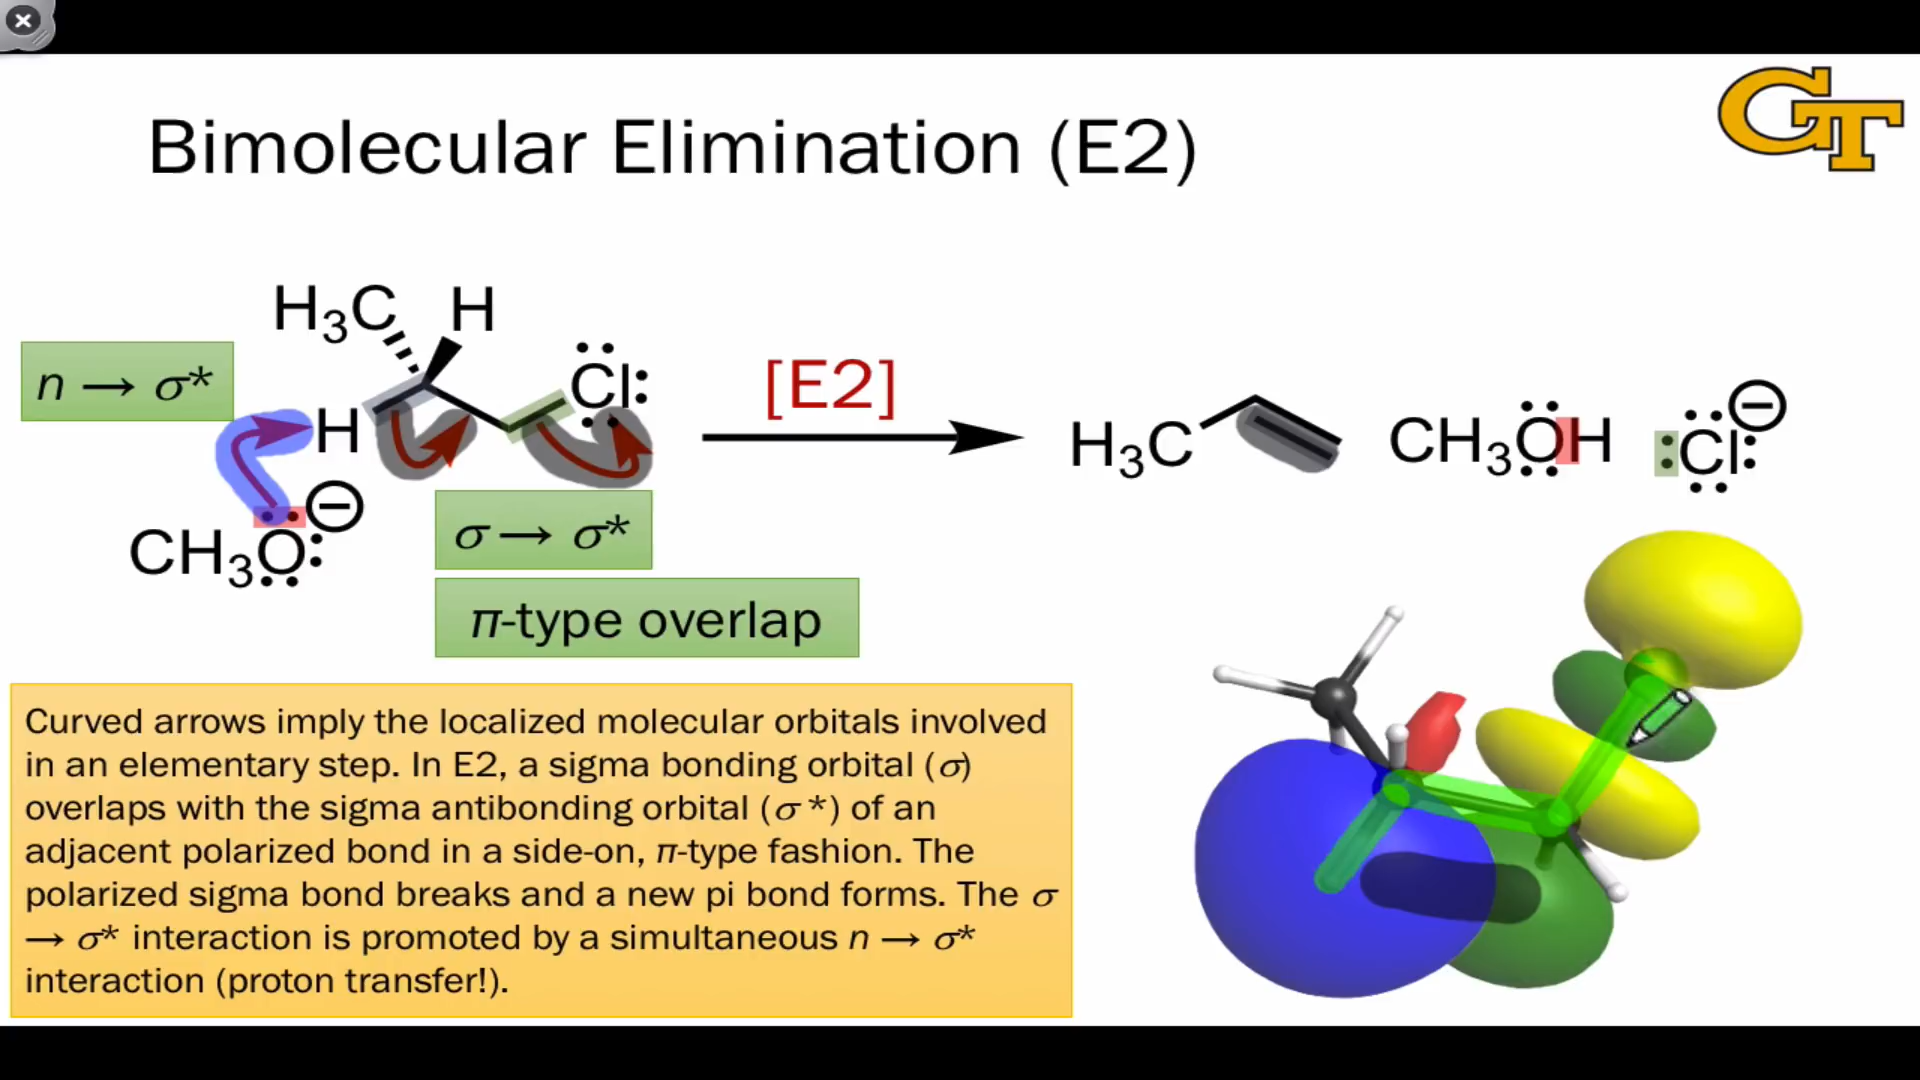 GT
Bimolecular Elimination (E2)
H₃C H
n → σ*
Cl
H
[E2]
H₃C
CH₃OH
Cl
CH₃O
σ → σ*
π-type overlap
Curved arrows imply the localized molecular orbitals involved
in an elementary step. In E2, a sigma bonding orbital (σ)
overlaps with the sigma antibonding orbital (σ*) of an
adjacent polarized bond in a side-on, π-type fashion. The
polarized sigma bond breaks and a new pi bond forms. The σ
→ σ* interaction is promoted by a simultaneous n → σ*
interaction (proton transfer!).